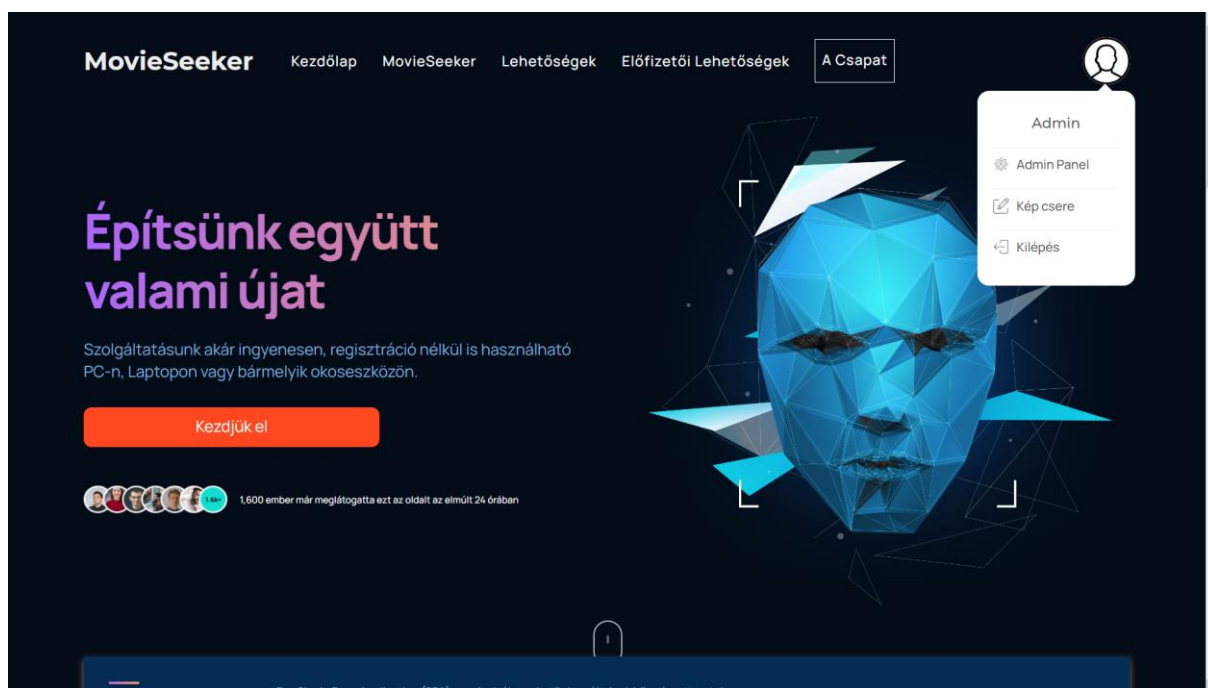 MovieSeeker
Kezdőlap
MovieSeeker
Lehetőségek
Előfizetői Lehetőségek
A Csapat
Admin
Admin Panel
Kép csere
Kilépés
Építsünk együtt
valami újat
Szolgáltatásunk akár ingyenesen, regisztráció nélkül is használható
PC-n, Laptopon vagy bármelyik okoseszközön.
Kezdjük el
1.6k+
1,600 ember már meglátogatta ezt az oldalt az elmúlt 24 órában